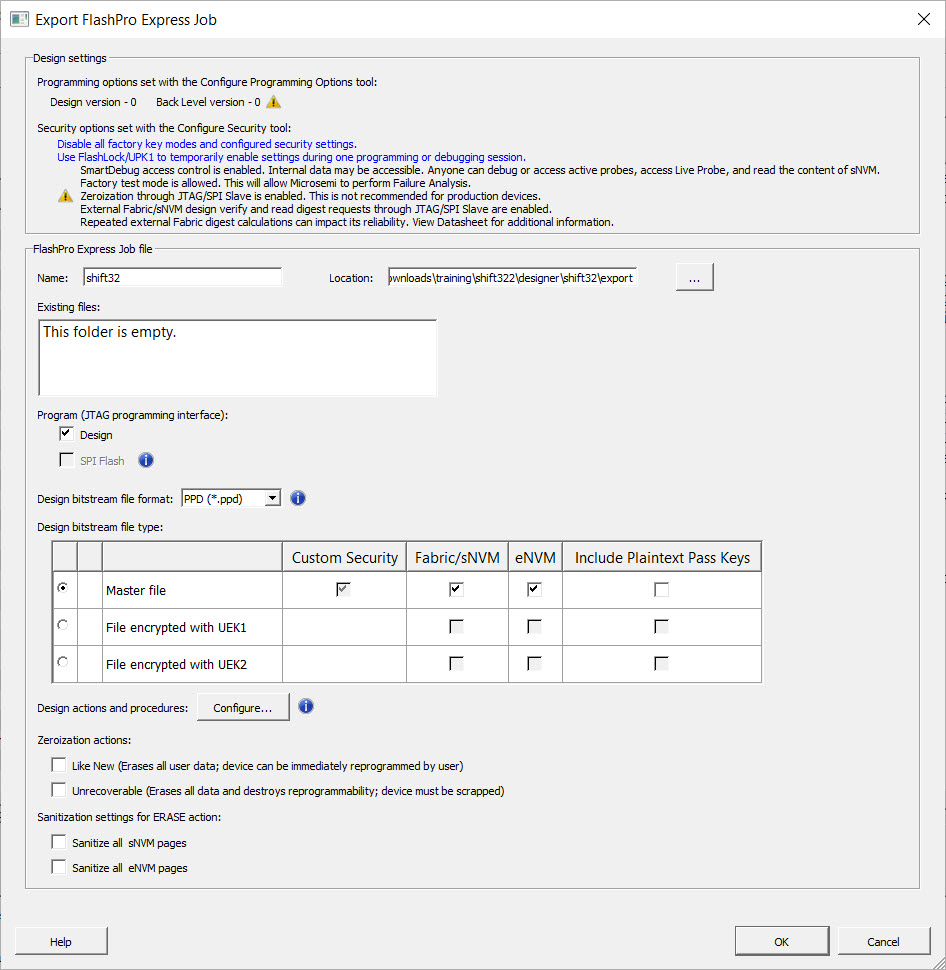 Export FlashPro Express Job
Design settings
Programming options set with the Configure Programming Options tool:
Design version - 0 Back Level version - 0
Security options set with the Configure Security tool:
Disable all factory key modes and configured security settings.
Use FlashLock/UPK1 to temporarily enable settings during one programming or debugging session.
SmartDebug access control is enabled. Internal data may be accessible. Anyone can debug or access active probes, access Live Probe, and read the content of sNVM.
Factory test mode is allowed. This will allow Microsemi to perform Failure Analysis.
Zeroization through JTAG/SPI Slave is enabled. This is not recommended for production devices.
External Fabric/sNVM design verify and read digest requests through JTAG/SPI Slave are enabled.
Repeated external Fabric digest calculations can impact its reliability. View Datasheet for additional information.
FlashPro Express Job file
Name: shift32 Location: ownloads\training\shift322\designer\shift32\export ...
Existing files:
This folder is empty.
Program (JTAG programming interface):
Design
SPI Flash
Design bitstream file format: PPD (*.ppd)
Design bitstream file type:
Custom Security Fabric/sNVM eNVM Include Plaintext Pass Keys
Master file
File encrypted with UEK1
File encrypted with UEK2
Design actions and procedures: Configure...
Zeroization actions:
Like New (Erases all user data; device can be immediately reprogrammed by user)
Unrecoverable (Erases all data and destroys reprogrammability; device must be scrapped)
Sanitization settings for ERASE action:
Sanitize all sNVM pages
Sanitize all eNVM pages
Help OK Cancel